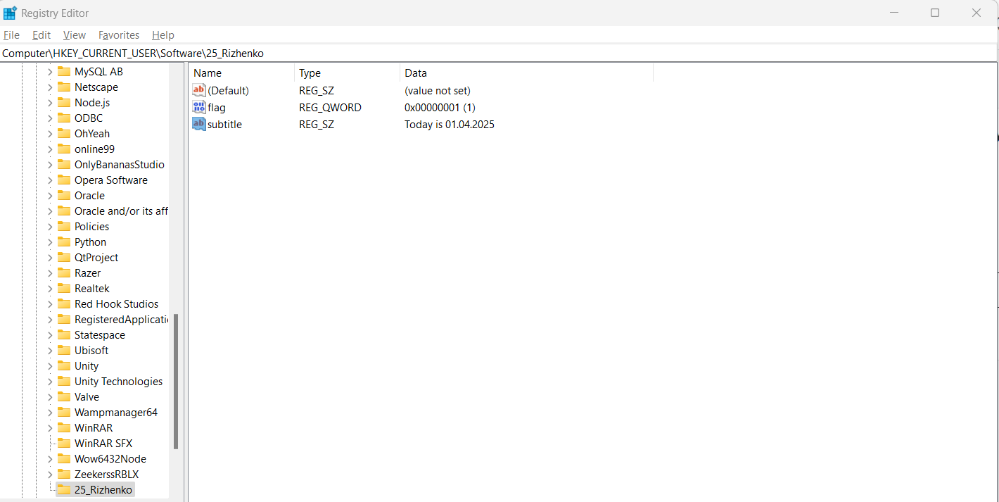 Registry Editor
File Edit View Favorites Help
Computer\HKEY_CURRENT_USER\Software\25_Rizhenko
MySQL AB
Netscape
Node.js
ODBC
OhYeah
online99
OnlyBananasStudio
Opera Software
Oracle
Oracle and/or its aff
Policies
Python
QtProject
Razer
Realtek
Red Hook Studios
RegisteredApplicati
Statespace
Ubisoft
Unity
Unity Technologies
Valve
Wampmanager64
WinRAR
WinRAR SFX
Wow6432Node
ZeekerssRBLX
25_Rizhenko
Name Type Data
(Default) REG_SZ (value not set)
flag REG_QWORD 0x00000001 (1)
subtitle REG_SZ Today is 01.04.2025